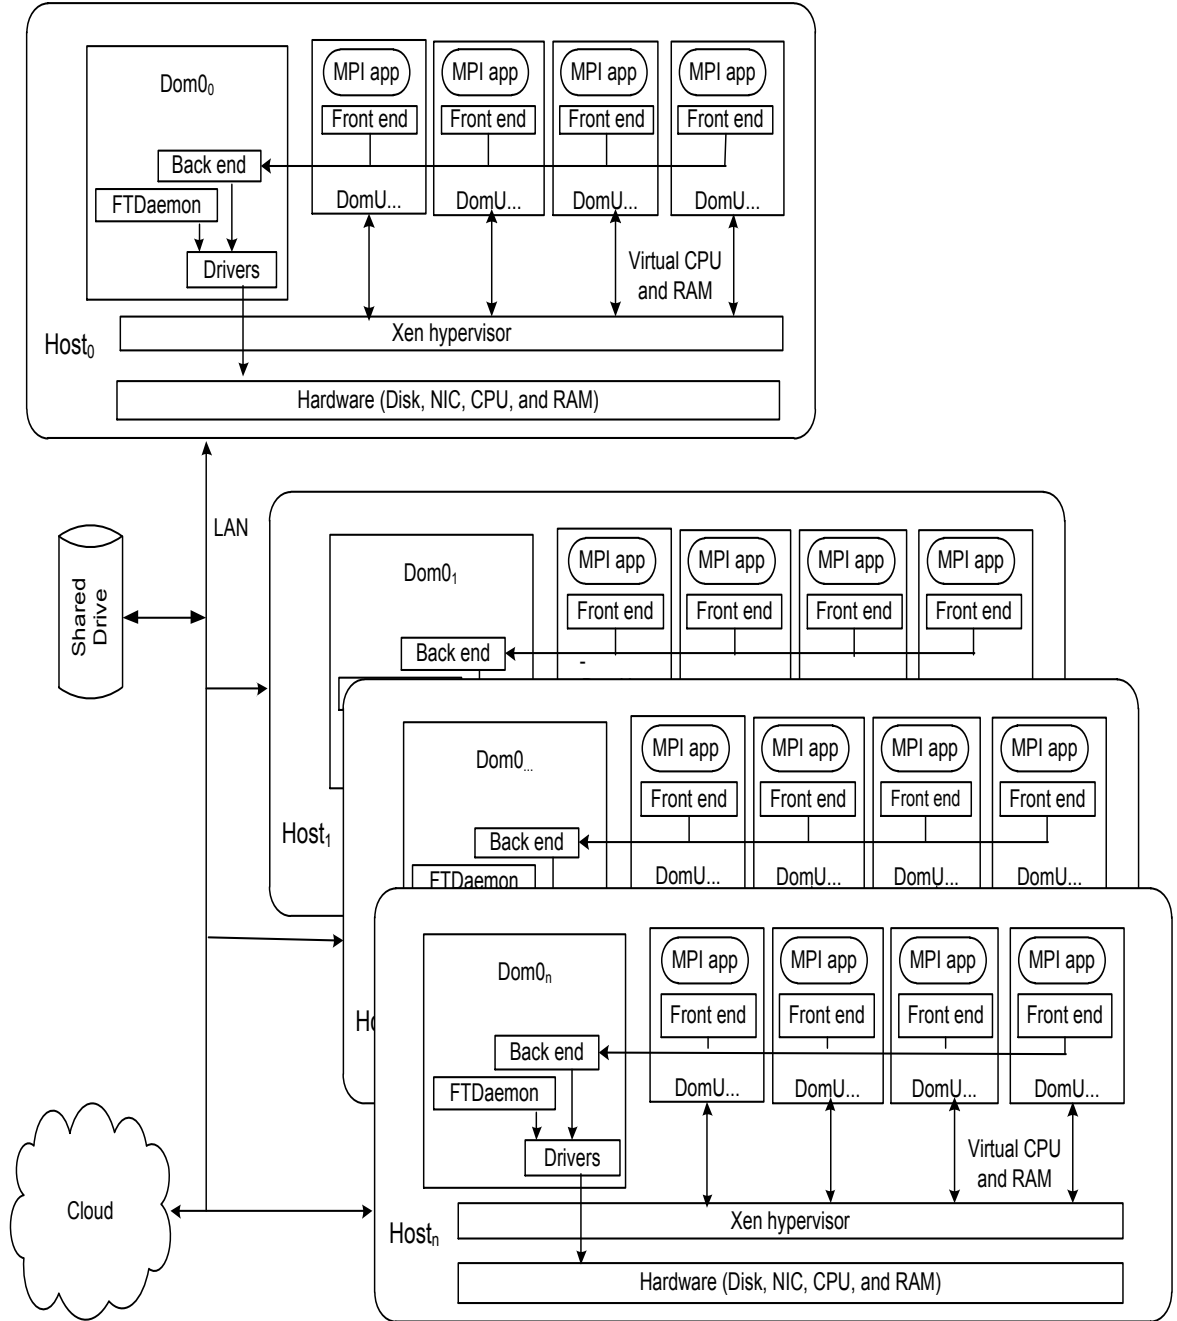 MPI app MPI app MPI app MPI app
Dom0₀
Front end Front end Front end Front end
Back end
FTDaemon
DomU... DomU... DomU... DomU...
Drivers
Virtual CPU
and RAM
Xen hypervisor
Host₀
Hardware (Disk, NIC, CPU, and RAM)
LAN
Shared
Drive
MPI app MPI app MPI app MPI app
Dom0₁
Front end Front end Front end Front end
Back end
Host₁
MPI app MPI app MPI app MPI app
Dom0...
Front end Front end Front end Front end
Back end
FTDaemon
DomU... DomU... DomU... DomU...
MPI app MPI app MPI app MPI app
Dom0ₙ
Front end Front end Front end Front end
Back end
FTDaemon
DomU... DomU... DomU... DomU...
Drivers
Virtual CPU
and RAM
Cloud
Xen hypervisor
Hostₙ
Hardware (Disk, NIC, CPU, and RAM)